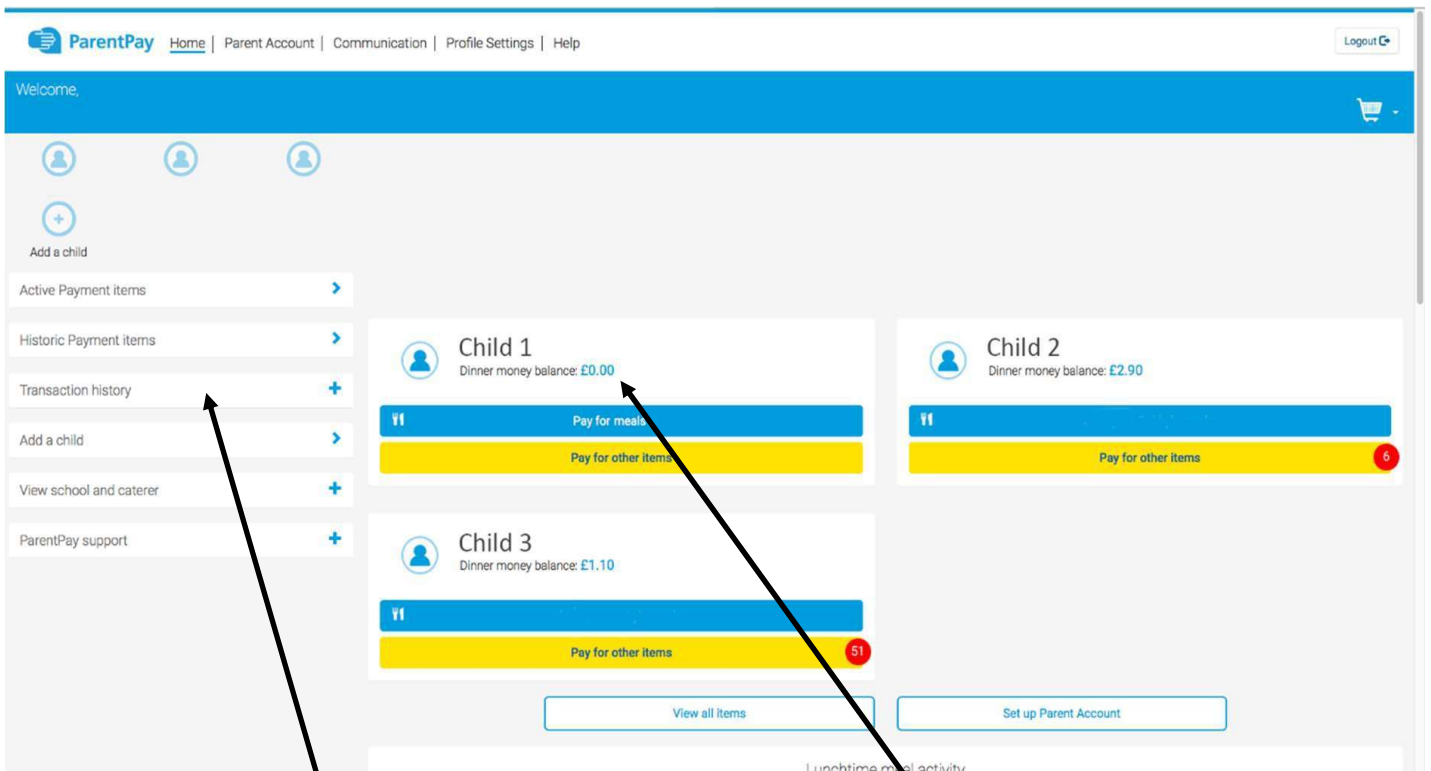 ParentPay Home | Parent Account | Communication | Profile Settings | Help
Logout
Welcome,
Add a child
Active Payment items
Historic Payment items
Transaction history
Add a child
View school and caterer
ParentPay support
Child 1
Dinner money balance: £0.00
Pay for meals
Pay for other items
Child 2
Dinner money balance: £2.90
Pay for other items
6
Child 3
Dinner money balance: £1.10
Pay for other items
51
View all items
Set up Parent Account
Lunchtime meal activity